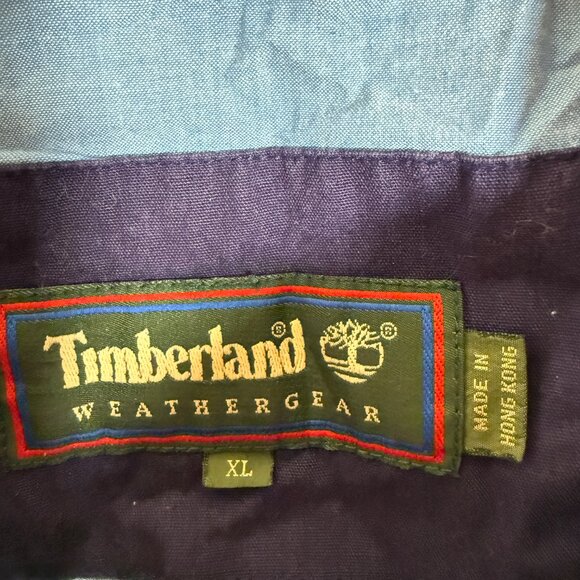 Timberland® ®
WEATHERGEAR
XL
MADE IN
HONG KONG